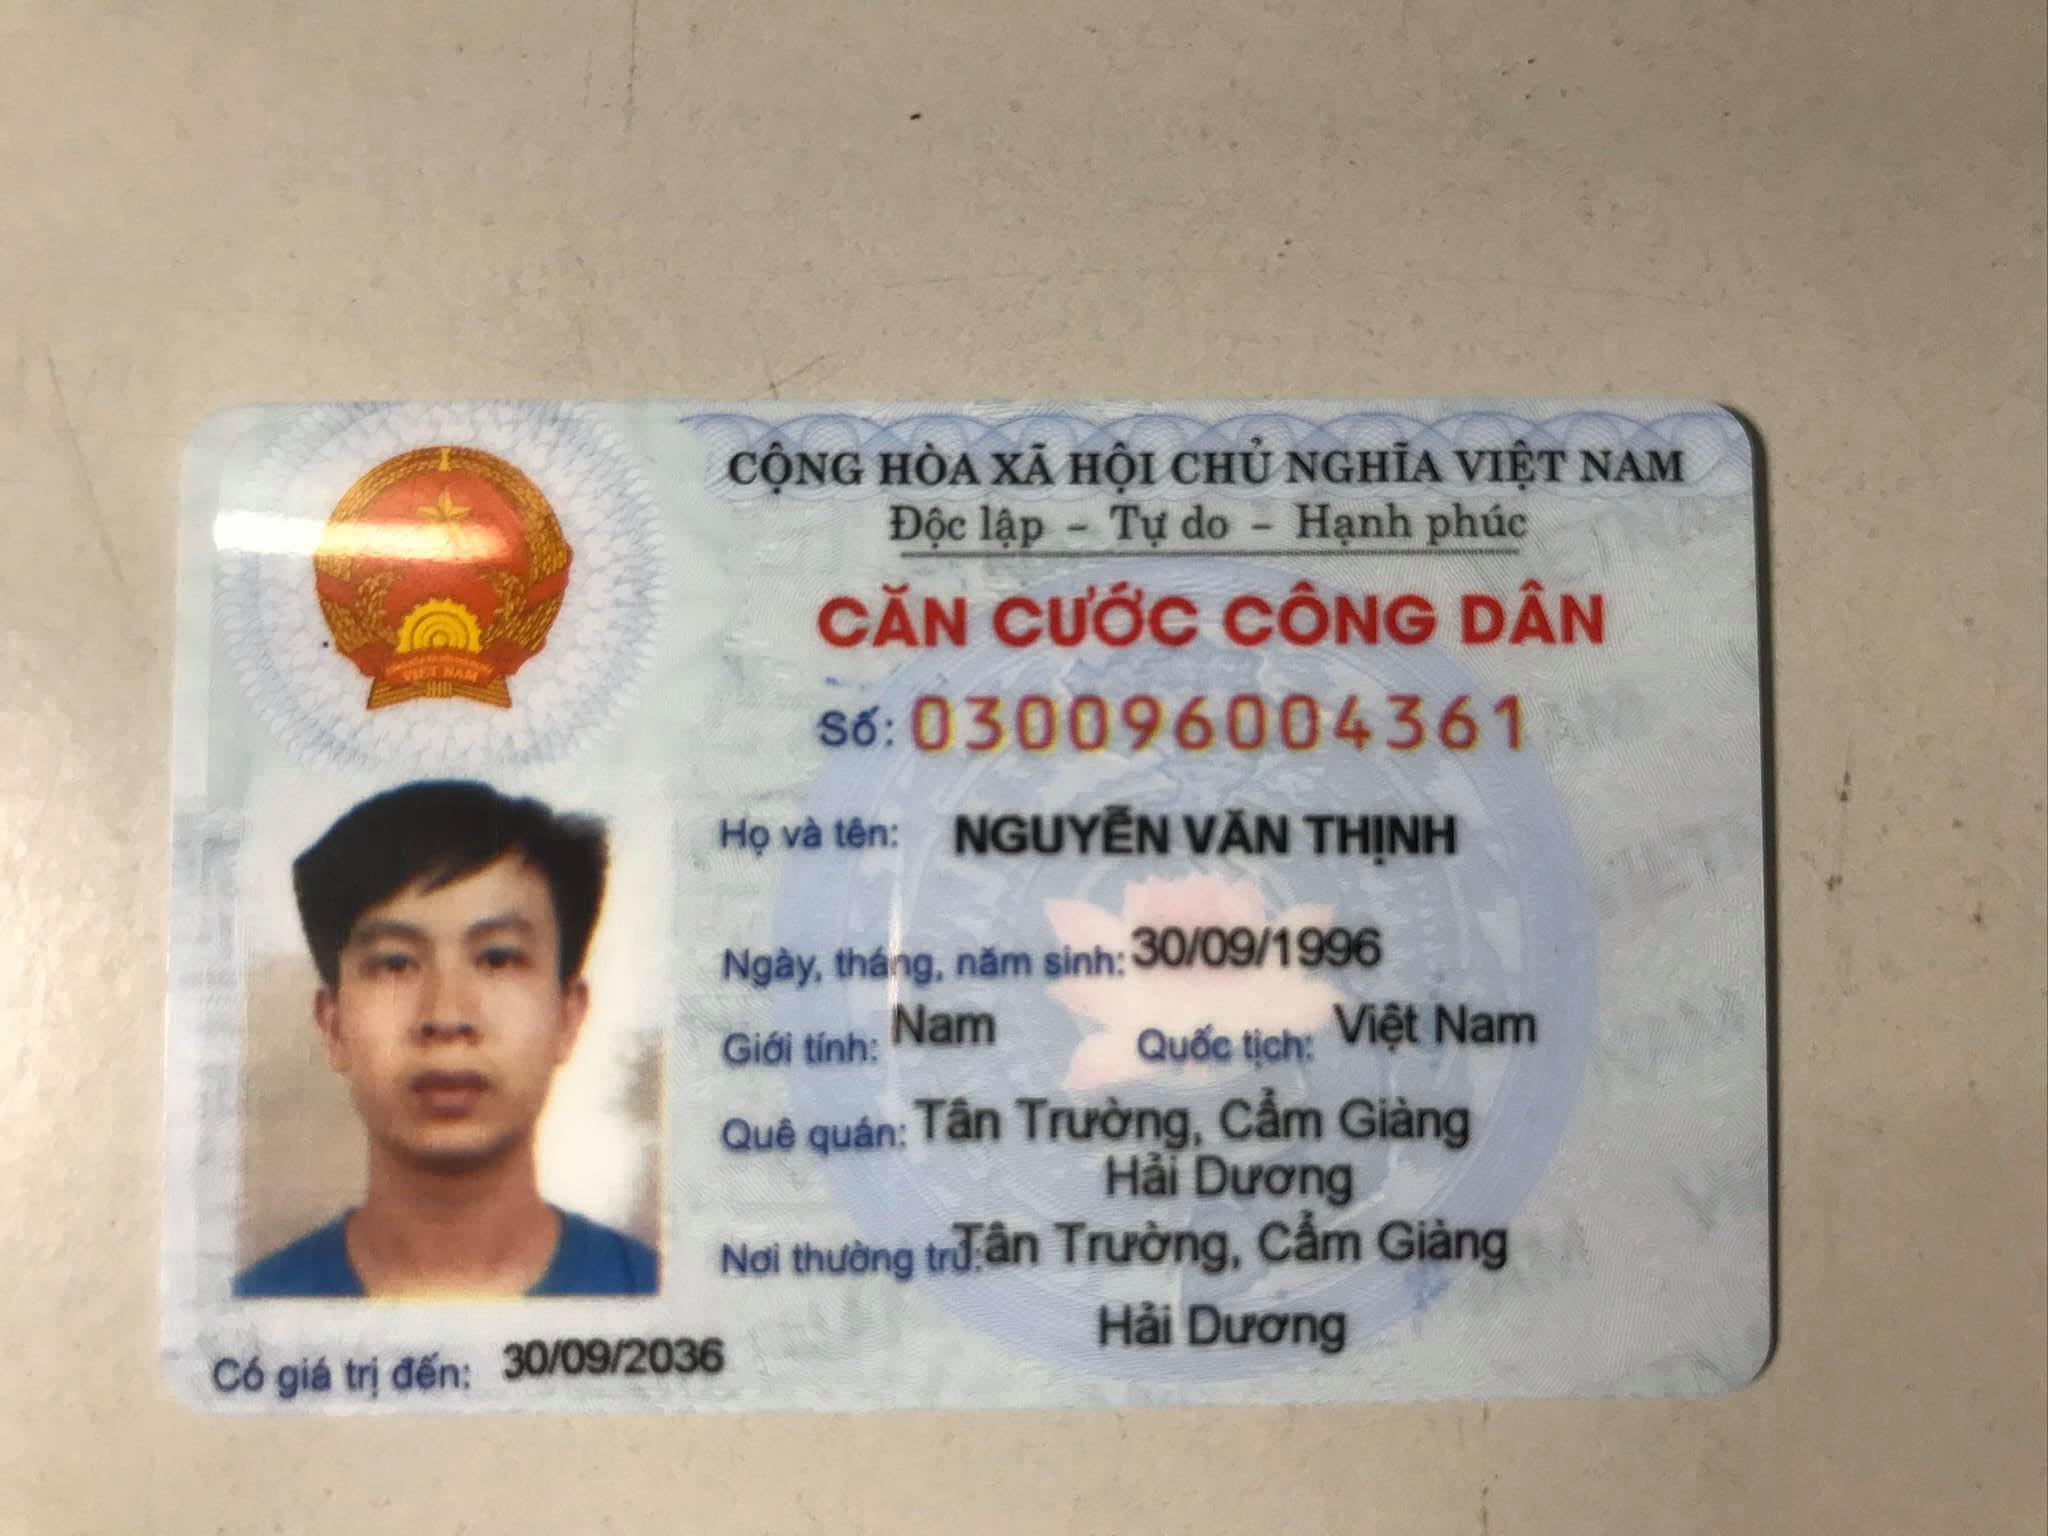 CỘNG HÒA XÃ HỘI CHỦ NGHĨA VIỆT NAM
Độc lập - Tự do - Hạnh phúc
CĂN CƯỚC CÔNG DÂN
Số: 030096004361
Họ và tên: NGUYỄN VĂN THỊNH
Ngày, tháng, năm sinh: 30/09/1996
Giới tính: Nam Quốc tịch: Việt Nam
Quê quán: Tân Trường, Cẩm Giàng
Hải Dương
Nơi thường trú: Tân Trường, Cẩm Giàng
Hải Dương
VIỆT NAM
Có giá trị đến: 30/09/2036